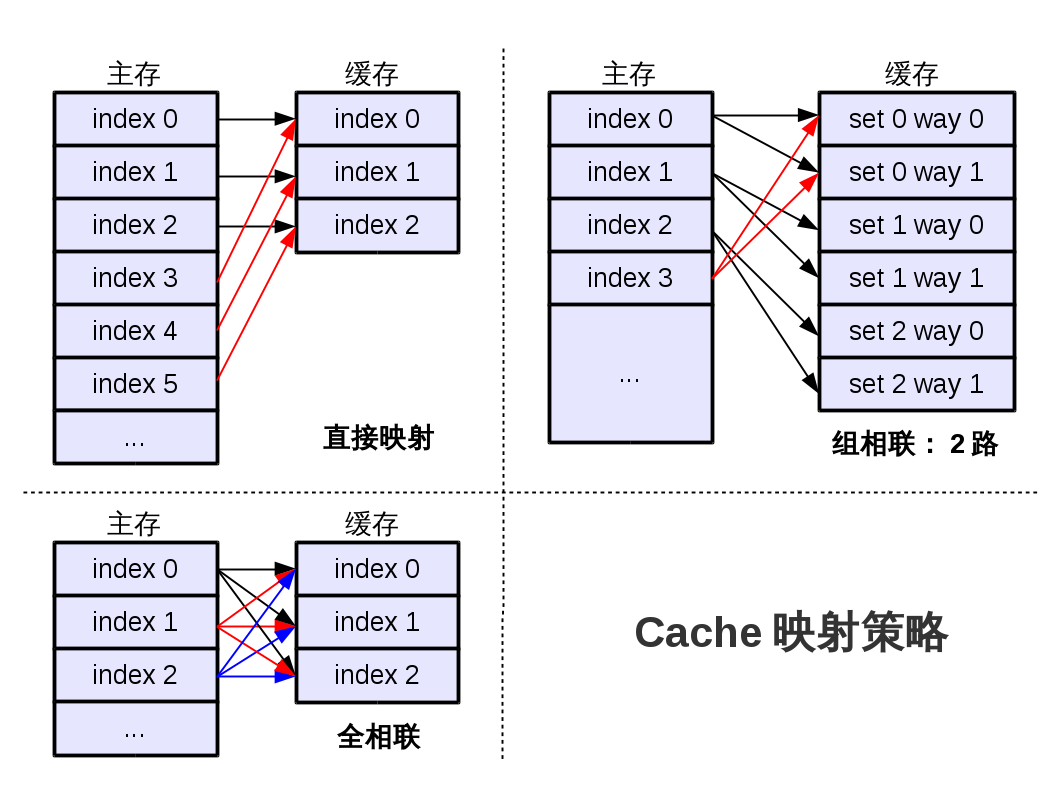 主存
缓存
index 0
index 0
index 1
index 1
index 2
index 2
index 3
index 4
index 5
...
直接映射
主存
缓存
index 0
set 0 way 0
index 1
set 0 way 1
index 2
set 1 way 0
index 3
set 1 way 1
set 2 way 0
...
set 2 way 1
组相联： 2 路
主存
缓存
index 0
index 0
index 1
index 1
index 2
index 2
...
全相联
Cache 映射策略